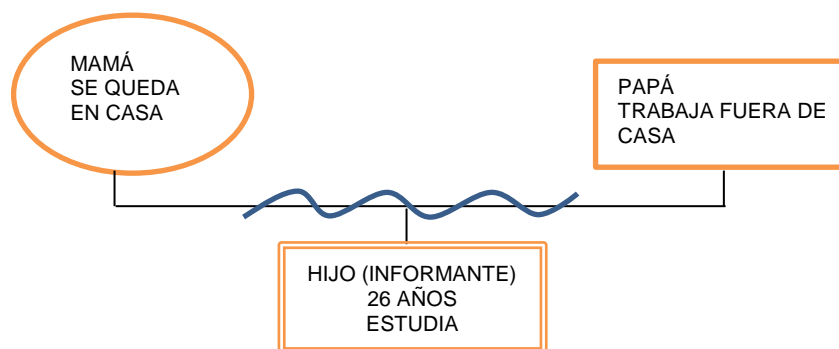 MAMÁ
SE QUEDA
EN CASA
PAPÁ
TRABAJA FUERA DE
CASA
HIJO (INFORMANTE)
26 AÑOS
ESTUDIA